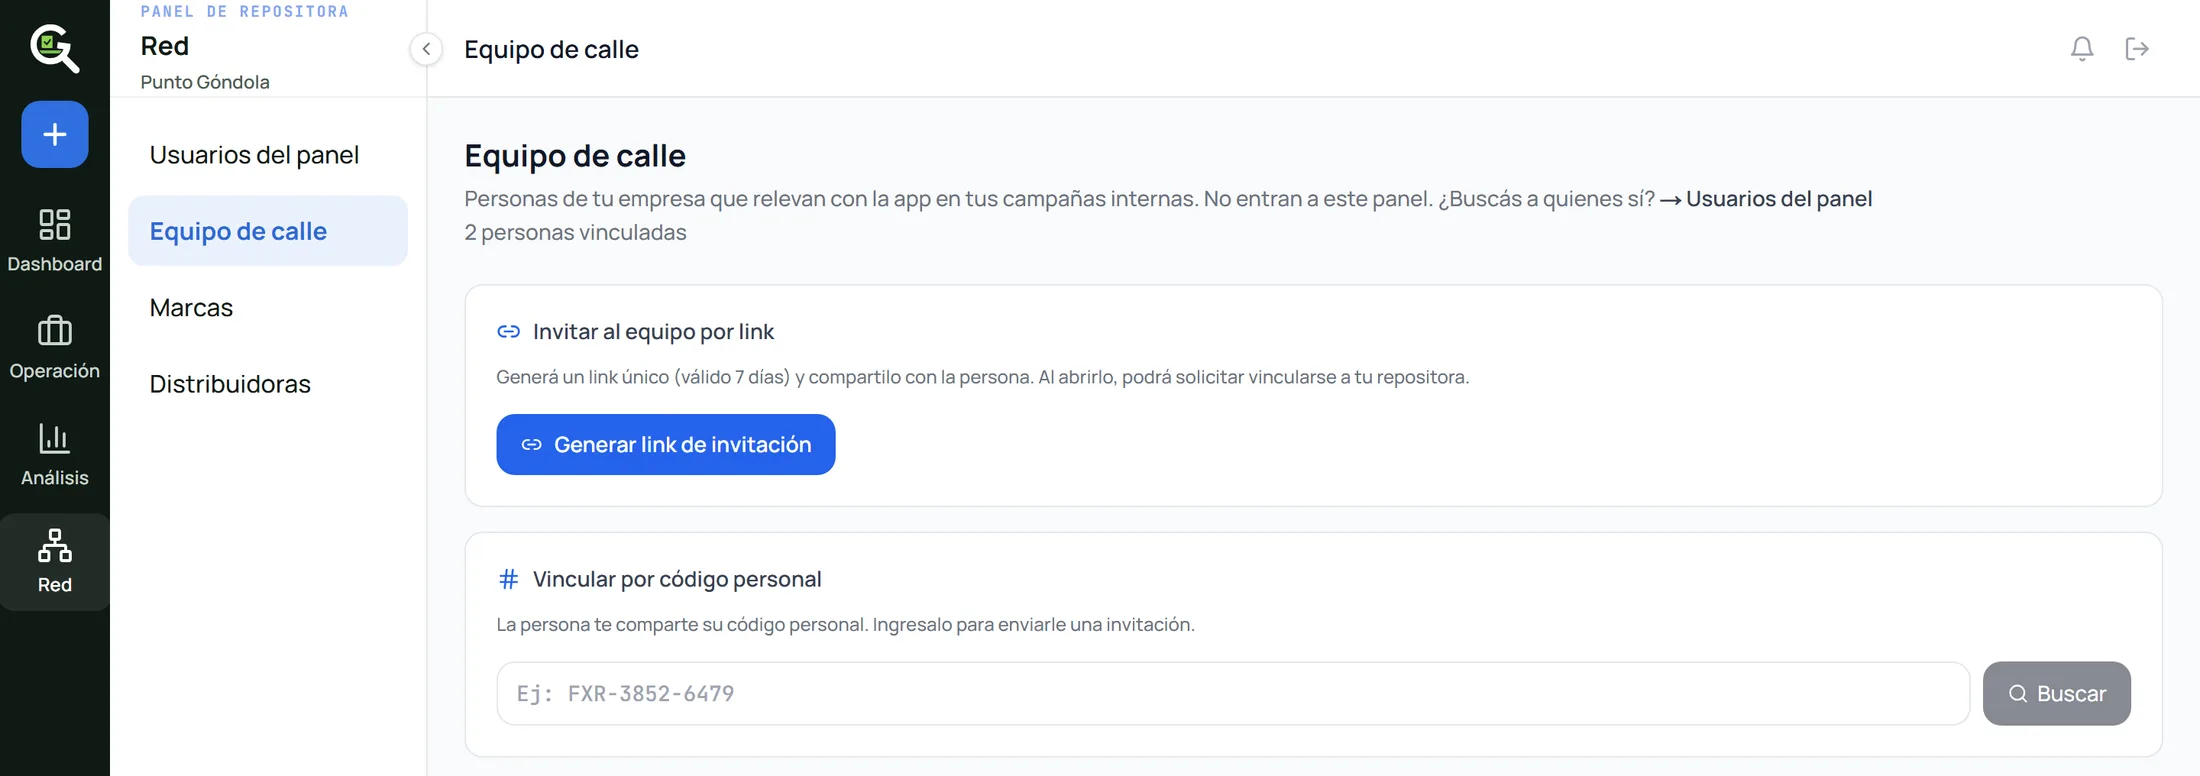 PANEL DE REPOSITORA
Red
Punto Góndola
Equipo de calle
Dashboard
Operación
Análisis
Red
Usuarios del panel
Equipo de calle
Marcas
Distribuidoras
Equipo de calle
Personas de tu empresa que relevan con la app en tus campañas internas. No entran a este panel. ¿Buscás a quienes sí? → Usuarios del panel
2 personas vinculadas
Invitar al equipo por link
Generá un link único (válido 7 días) y compartilo con la persona. Al abrirlo, podrá solicitar vincularse a tu repositora.
Generar link de invitación
# Vincular por código personal
La persona te comparte su código personal. Ingresalo para enviarle una invitación.
Ej: FXR-3852-6479
Buscar